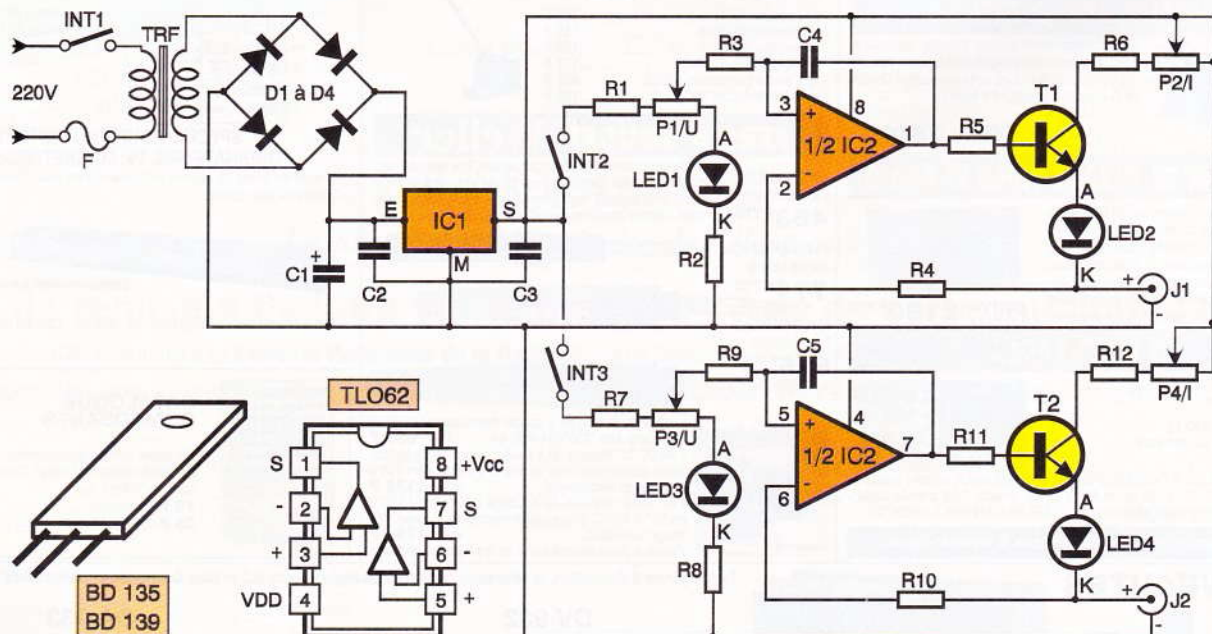 INT1
TRF
220V
F
D1 à D4
C1
+
C2
E
IC1
S
M
C3
INT2
R1
P1/U
R3
C4
3
+
8
1/2 IC2
1
-
2
R5
T1
R6
P2/I
A
LED1
K
R2
A
LED2
K
R4
+
J1
-
INT3
R7
P3/U
R9
C5
5
+
4
1/2 IC2
7
-
6
R11
T2
R12
P4/I
A
LED3
K
R8
A
LED4
K
R10
+
J2
-
TLO62
S 1 8 +Vcc
- 2 7 S
+ 3 6 -
VDD 4 5 +
BD 135
BD 139